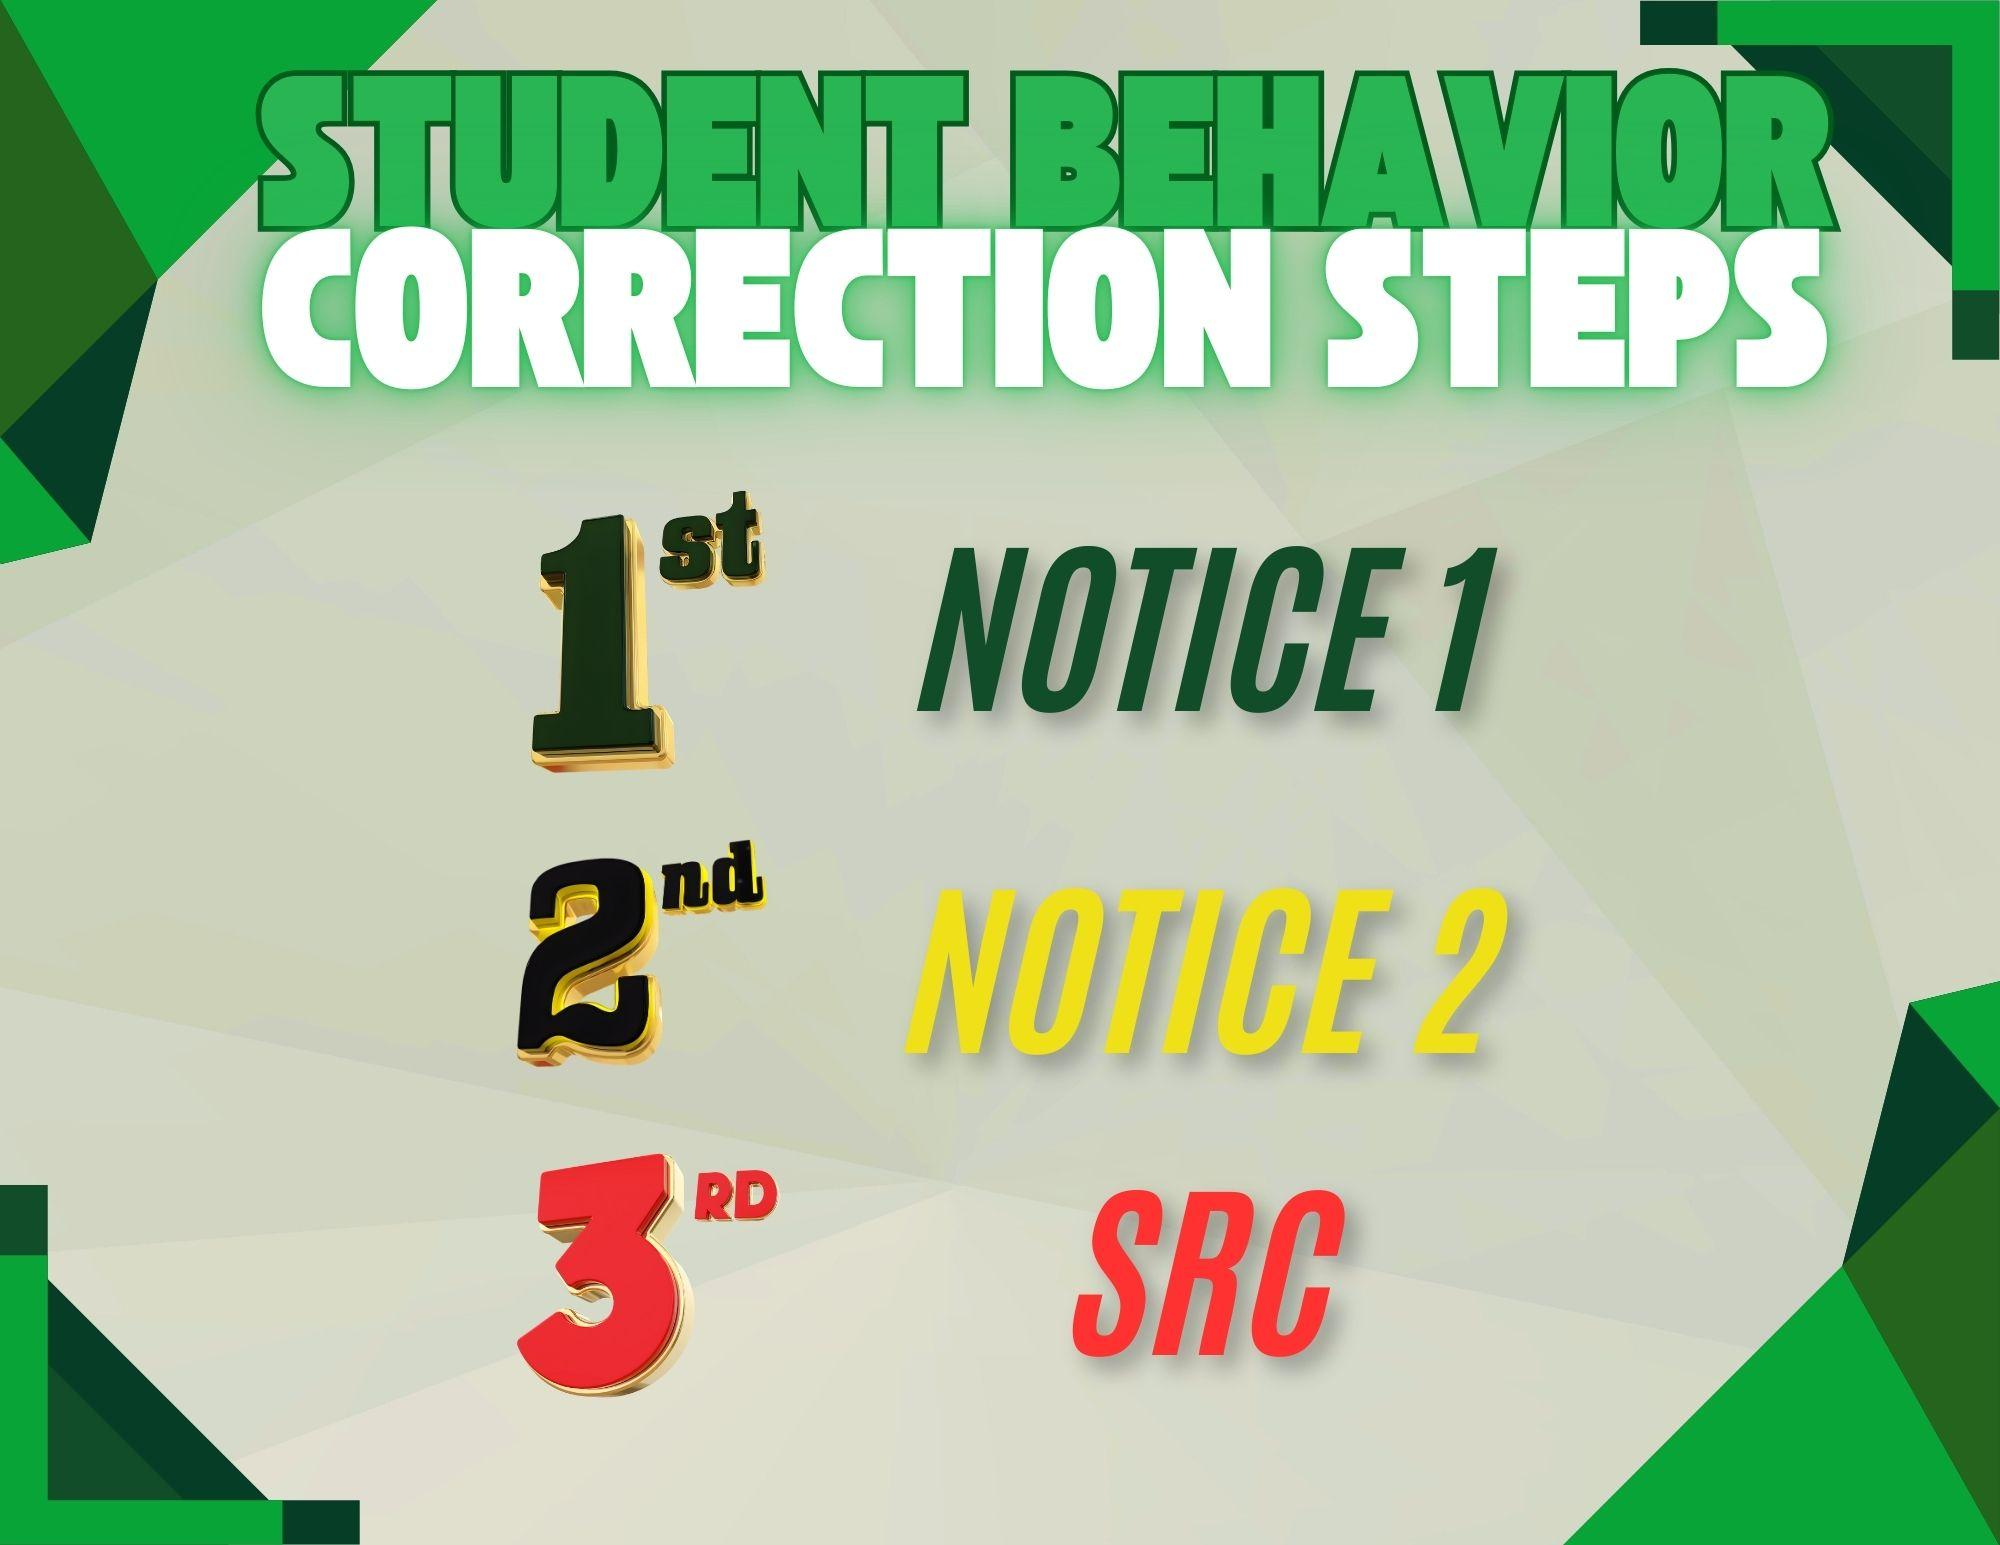 STUDENT BEHAVIOR
CORRECTION STEPS
1st NOTICE 1
2nd NOTICE 2
3RD SRC